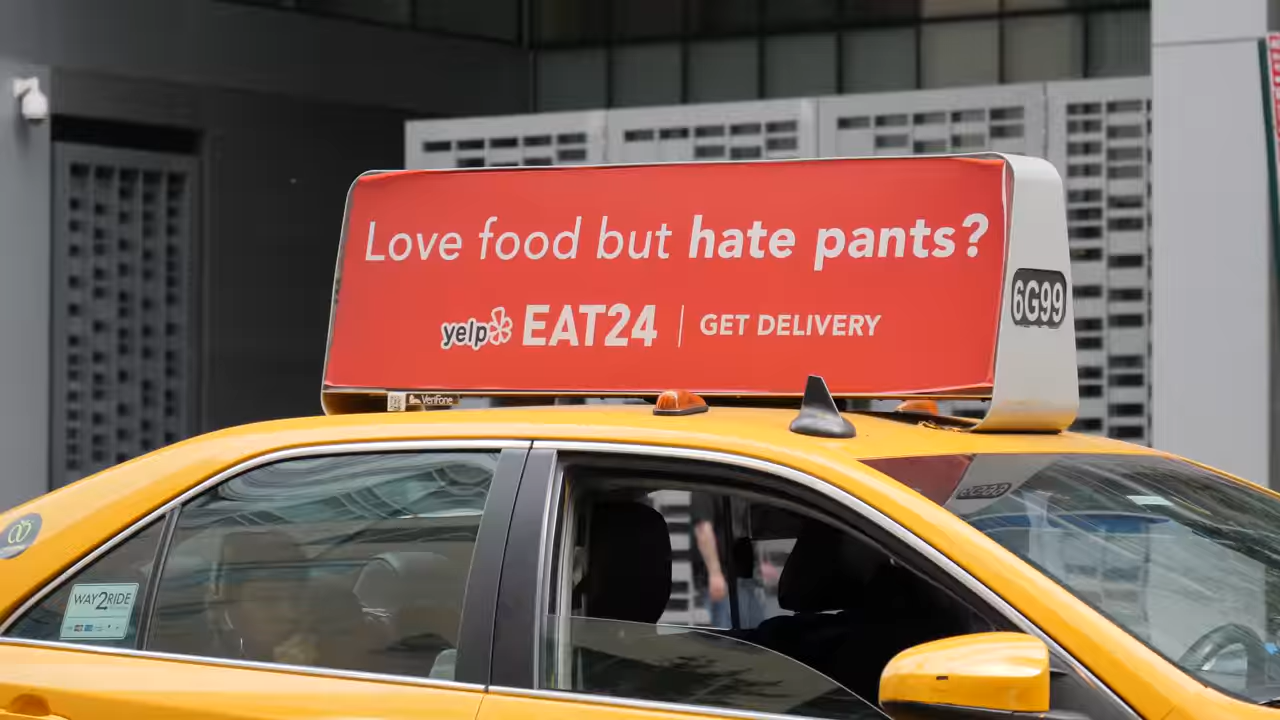 Love food but hate pants?
yelp EAT24 | GET DELIVERY
6G99
VeriFone
WAY2RIDE